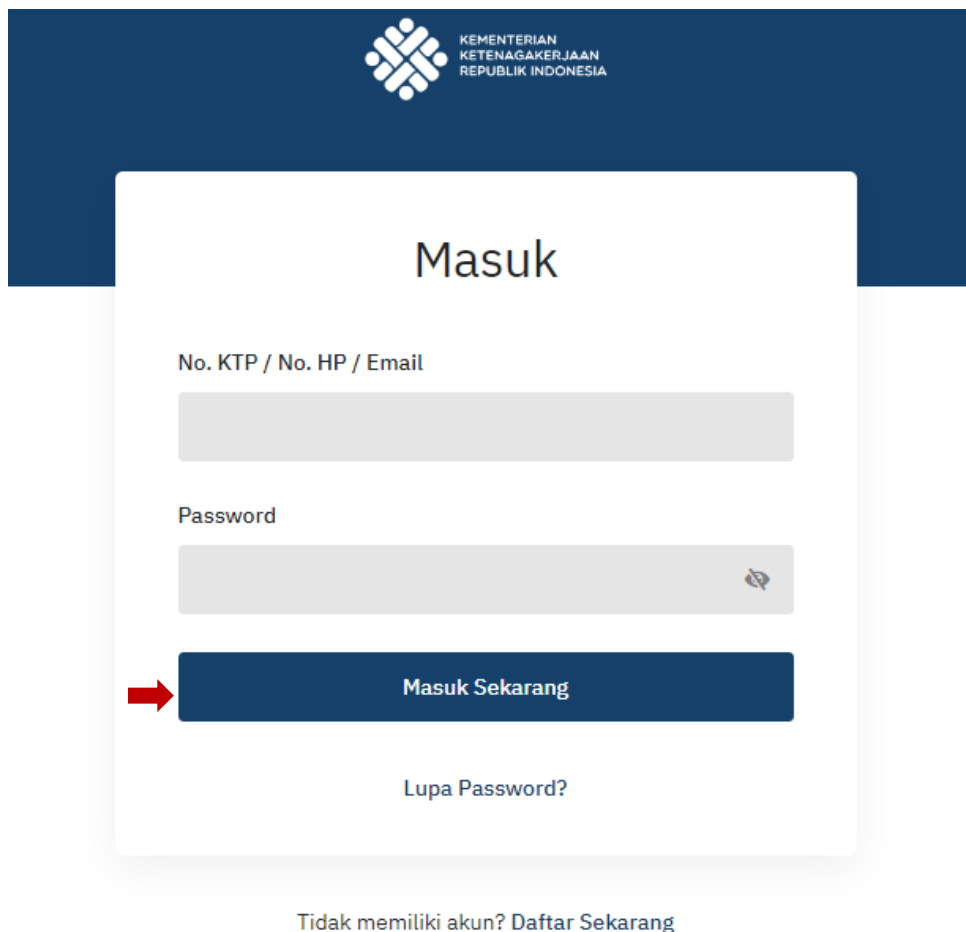 KEMENTERIAN
KETENAGAKERJAAN
REPUBLIK INDONESIA
Masuk
No. KTP / No. HP / Email
Password
Masuk Sekarang
Lupa Password?
Tidak memiliki akun? Daftar Sekarang